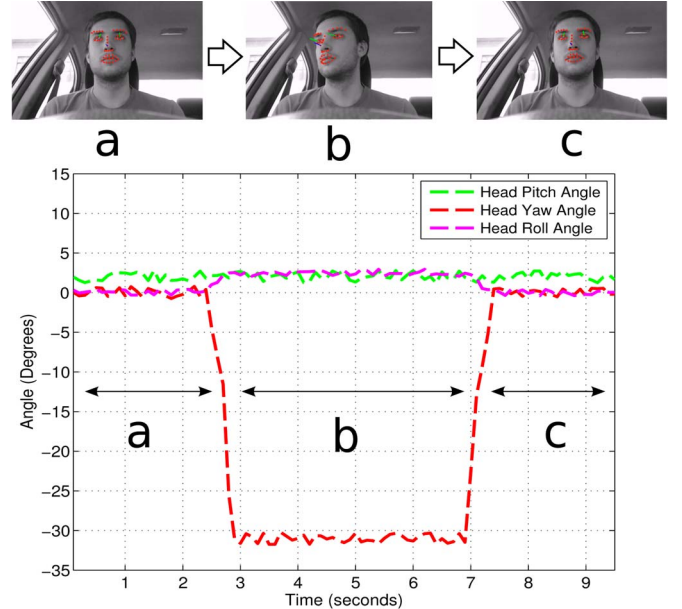 a
b
c
15
10
5
0
−5
−10
−15
−20
−25
−30
−35
Angle (Degrees)
Head Pitch Angle
Head Yaw Angle
Head Roll Angle
a
b
c
1 2 3 4 5 6 7 8 9
Time (seconds)